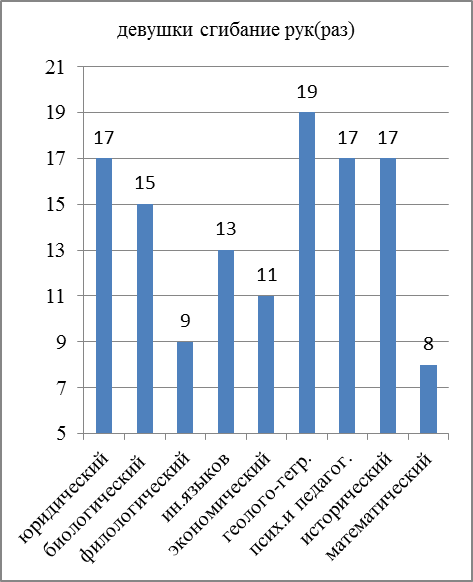 девушки сгибание рук(раз)
21
19
17
15
13
11
9
7
5
17
15
9
13
11
19
17
17
8
юридический
биологический
филологический
ин.языков
экономический
геолого-гегр.
псих.и педагог.
исторический
математический